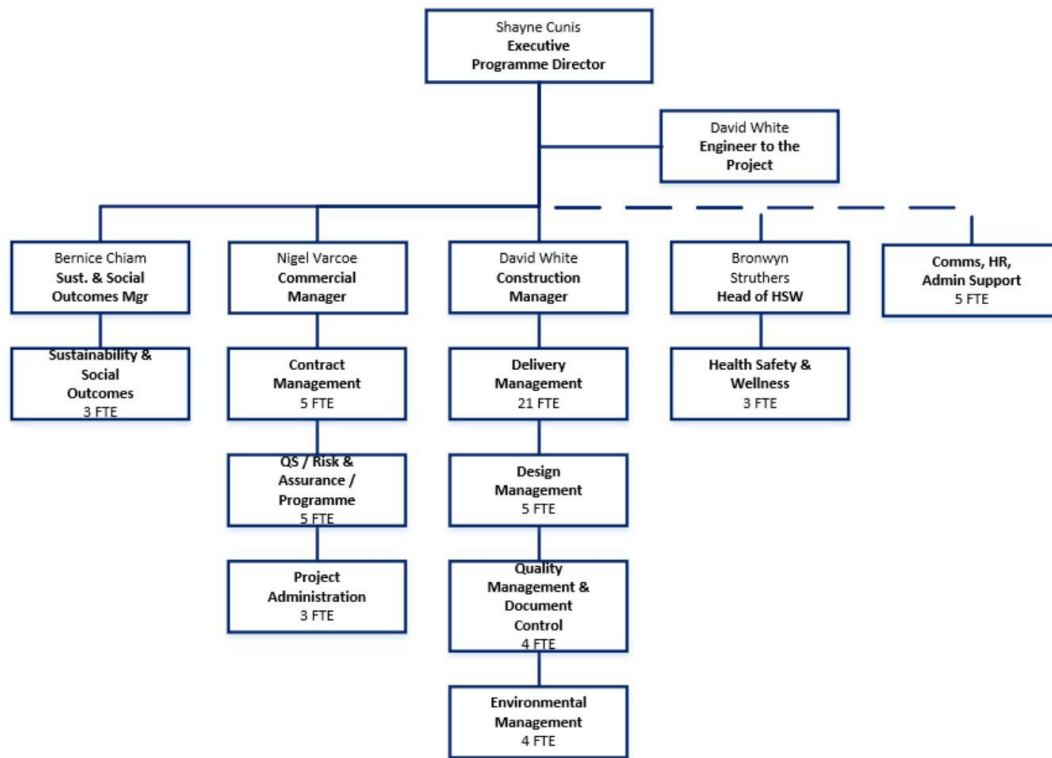 Shayne Cunis
Executive
Programme Director
David White
Engineer to the
Project
Bernice Chiam
Sust. & Social
Outcomes Mgr
Nigel Varcoe
Commercial
Manager
David White
Construction
Manager
Bronwyn
Struthers
Head of HSW
Comms, HR,
Admin Support
5 FTE
Sustainability &
Social
Outcomes
3 FTE
Contract
Management
5 FTE
Delivery
Management
21 FTE
Health Safety &
Wellness
3 FTE
QS / Risk &
Assurance /
Programme
5 FTE
Design
Management
5 FTE
Project
Administration
3 FTE
Quality
Management &
Document
Control
4 FTE
Environmental
Management
4 FTE